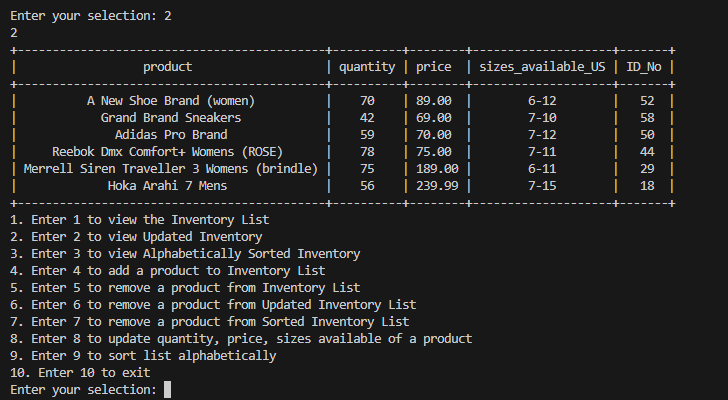 Enter your selection: 2
2
+--------------------------------------------+----------+--------+--------------------+-------+
| product | quantity | price | sizes_available_US | ID_No |
+--------------------------------------------+----------+--------+--------------------+-------+
| A New Shoe Brand (women) | 70 | 89.00 | 6-12 | 52 |
| Grand Brand Sneakers | 42 | 69.00 | 7-10 | 58 |
| Adidas Pro Brand | 59 | 70.00 | 7-12 | 50 |
| Reebok Dmx Comfort+ Womens (ROSE) | 78 | 75.00 | 7-11 | 44 |
| Merrell Siren Traveller 3 Womens (brindle) | 75 | 189.00 | 6-11 | 29 |
| Hoka Arahi 7 Mens | 56 | 239.99 | 7-15 | 18 |
+--------------------------------------------+----------+--------+--------------------+-------+
1. Enter 1 to view the Inventory List
2. Enter 2 to view Updated Inventory
3. Enter 3 to view Alphabetically Sorted Inventory
4. Enter 4 to add a product to Inventory List
5. Enter 5 to remove a product from Inventory List
6. Enter 6 to remove a product from Updated Inventory List
7. Enter 7 to remove a product from Sorted Inventory List
8. Enter 8 to update quantity, price, sizes available of a product
9. Enter 9 to sort list alphabetically
10. Enter 10 to exit
Enter your selection: